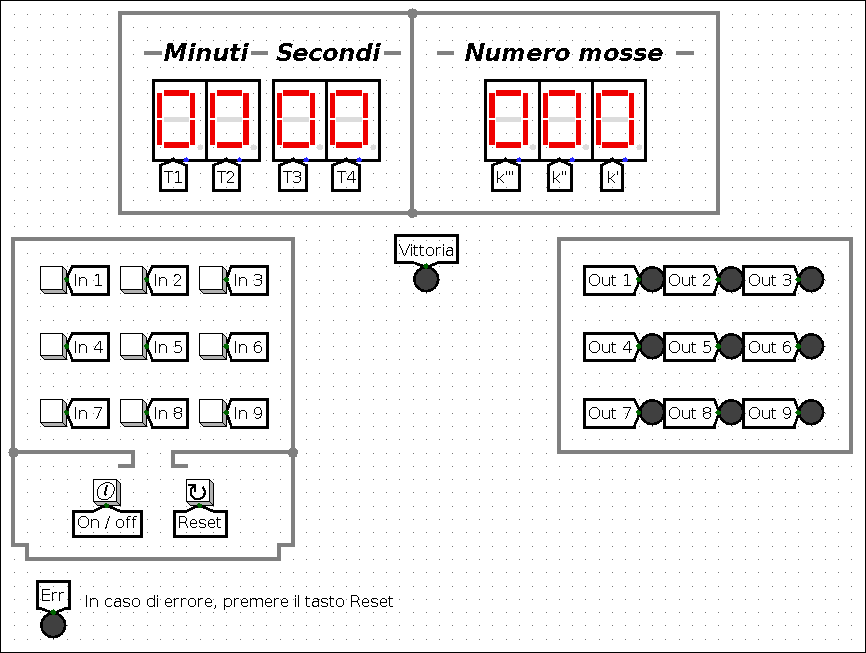 Minuti Secondi Numero mosse
00 00 000
T1 T2 T3 T4 k''' k'' k'
Vittoria
In 1 In 2 In 3 Out 1 Out 2 Out 3
In 4 In 5 In 6 Out 4 Out 5 Out 6
In 7 In 8 In 9 Out 7 Out 8 Out 9
On / off Reset
Err In caso di errore, premere il tasto Reset